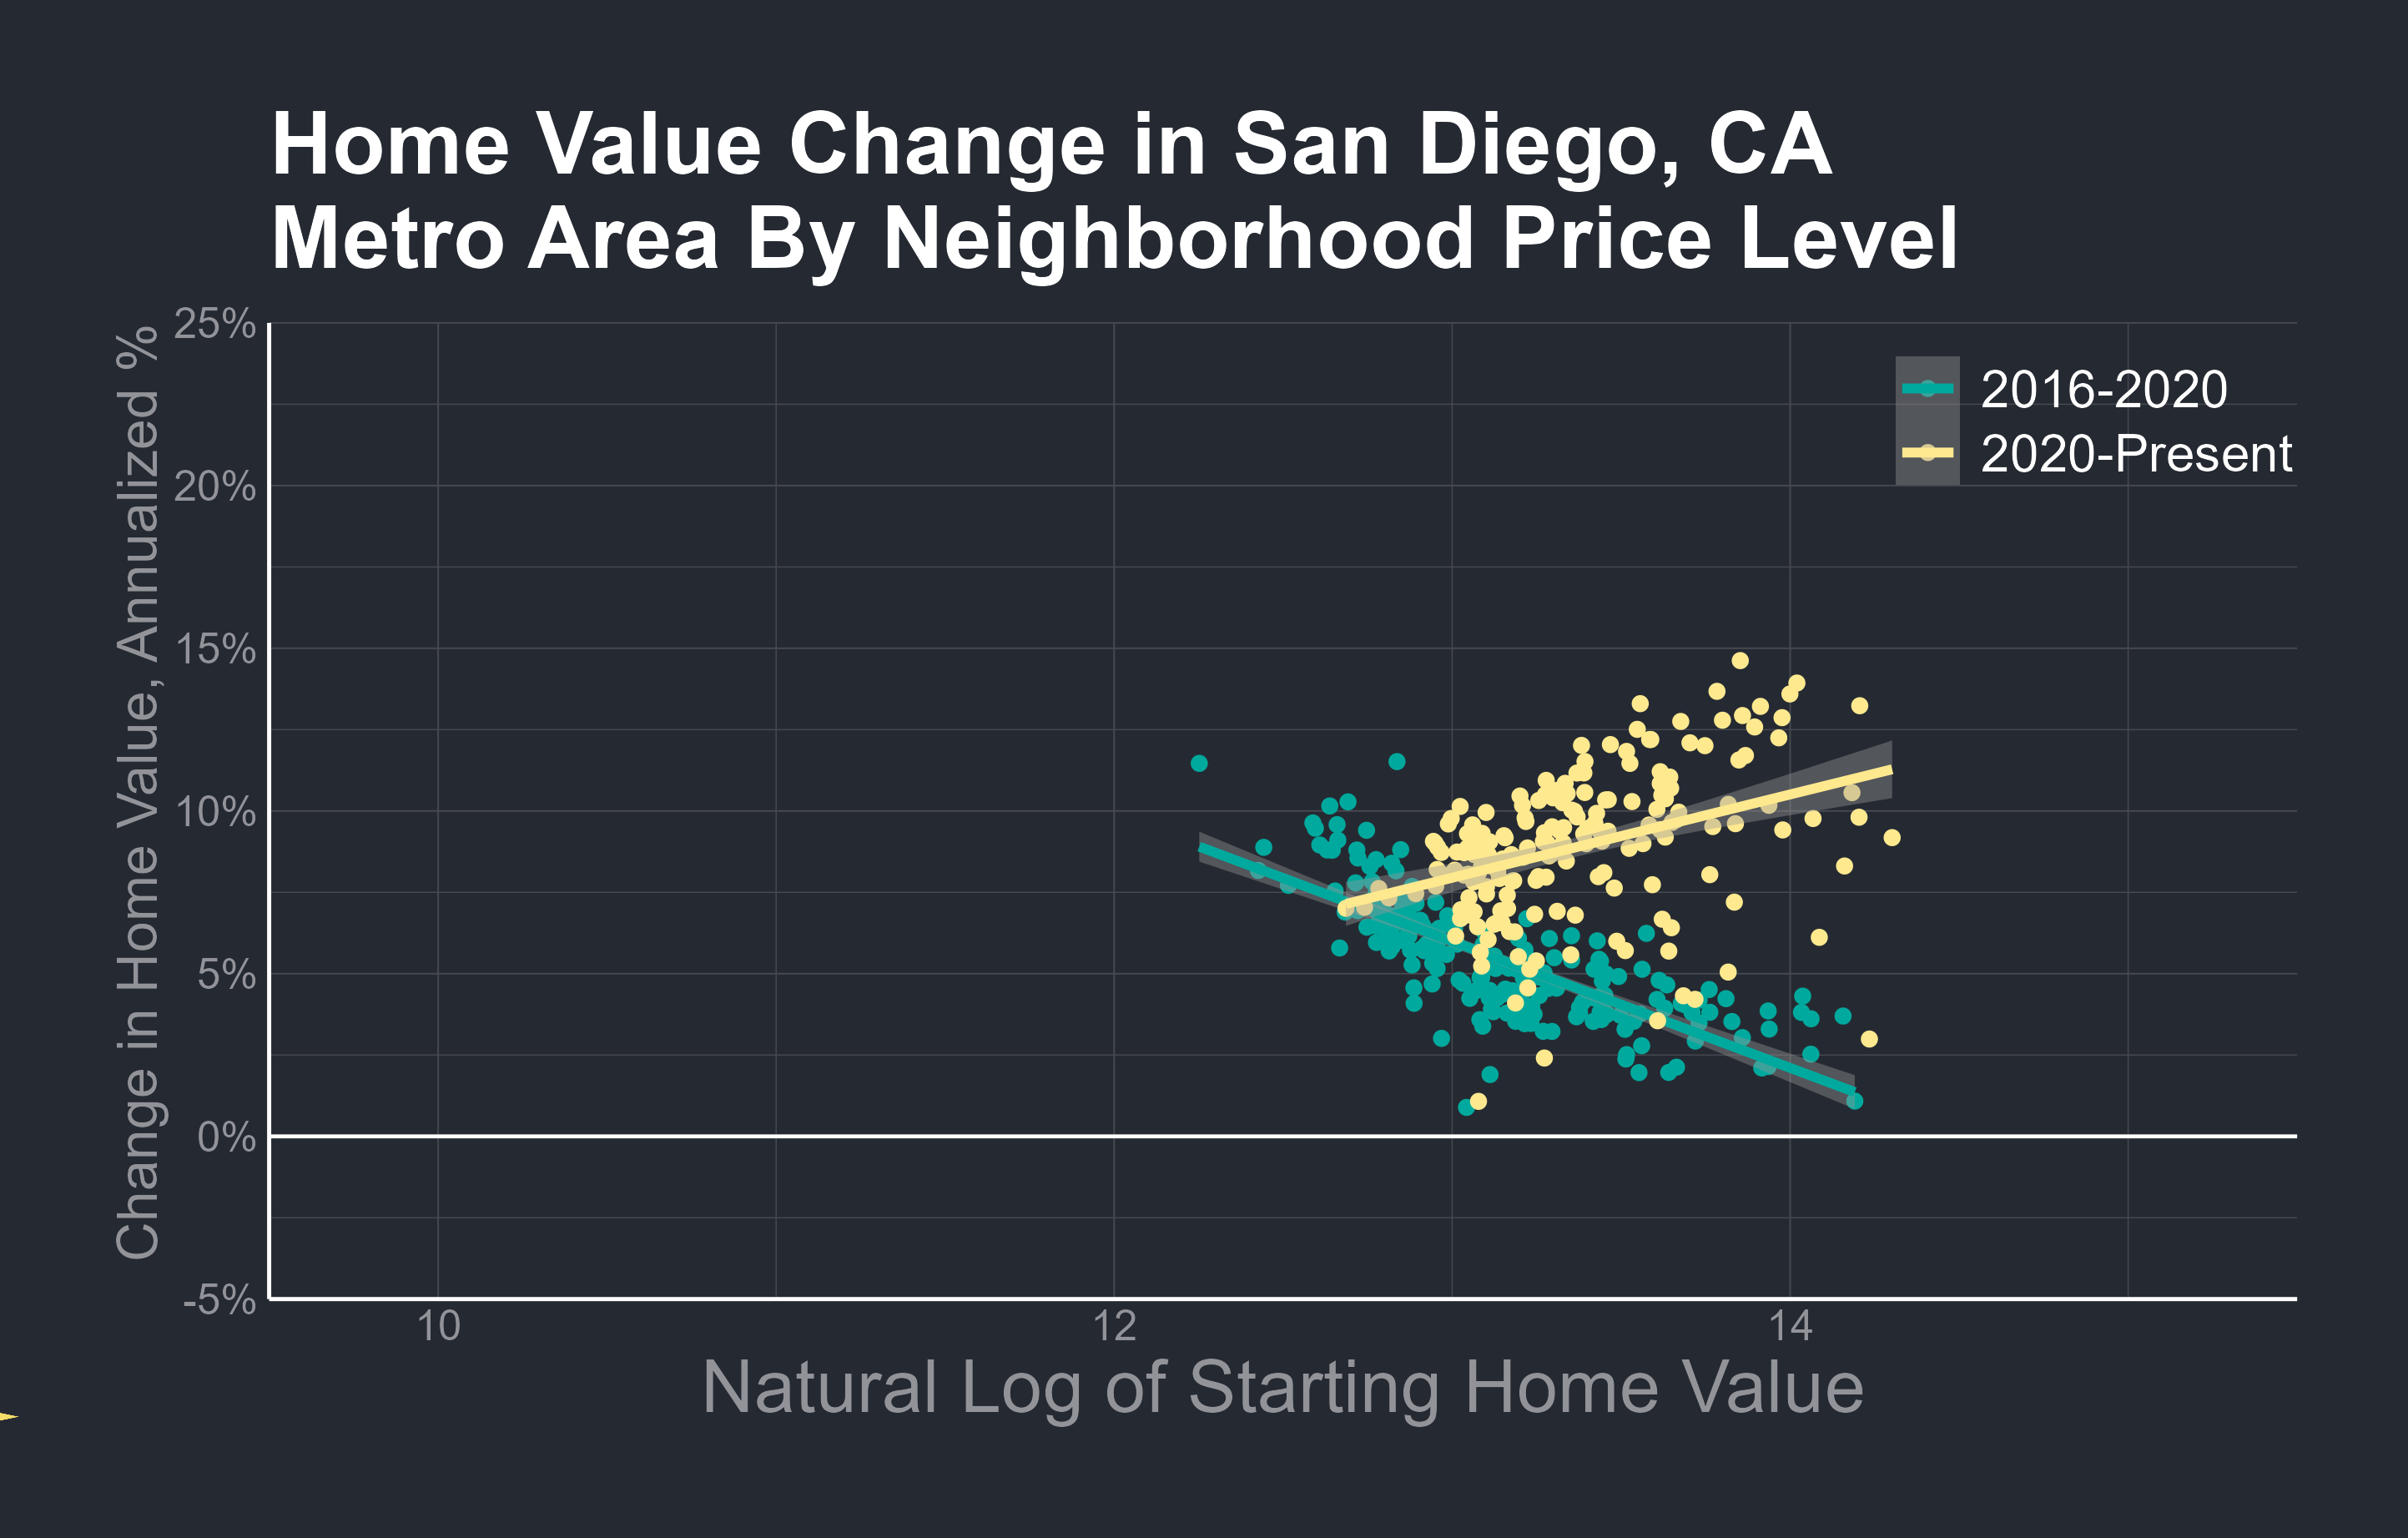 Home Value Change in San Diego, CA
Metro Area By Neighborhood Price Level
Change in Home Value, Annualized %
25%
20%
15%
10%
5%
0%
-5%
2016-2020
2020-Present
10
12
14
Natural Log of Starting Home Value